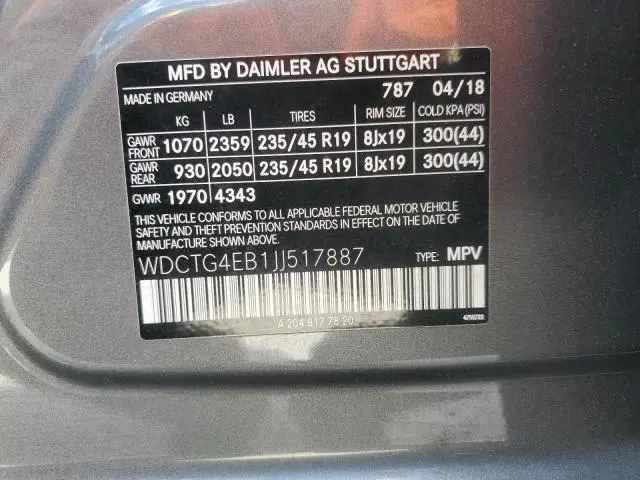 MFD BY DAIMLER AG STUTTGART
MADE IN GERMANY 787 04/18
KG LB TIRES RIM SIZE COLD KPA(PSI)
GAWR FRONT 1070 2359 235/45 R19 8Jx19 300(44)
GAWR REAR 930 2050 235/45 R19 8Jx19 300(44)
GVWR 1970 4343
THIS VEHICLE CONFORMS TO ALL APPLICABLE FEDERAL MOTOR VEHICLE
SAFETY, BUMPER, AND THEFT PREVENTION STANDARDS IN EFFECT ON THE DATE OF
MANUFACTURE SHOWN ABOVE.
WDCTG4EB1JJ517887 TYPE: MPV
A 204 817 78 20
4755722